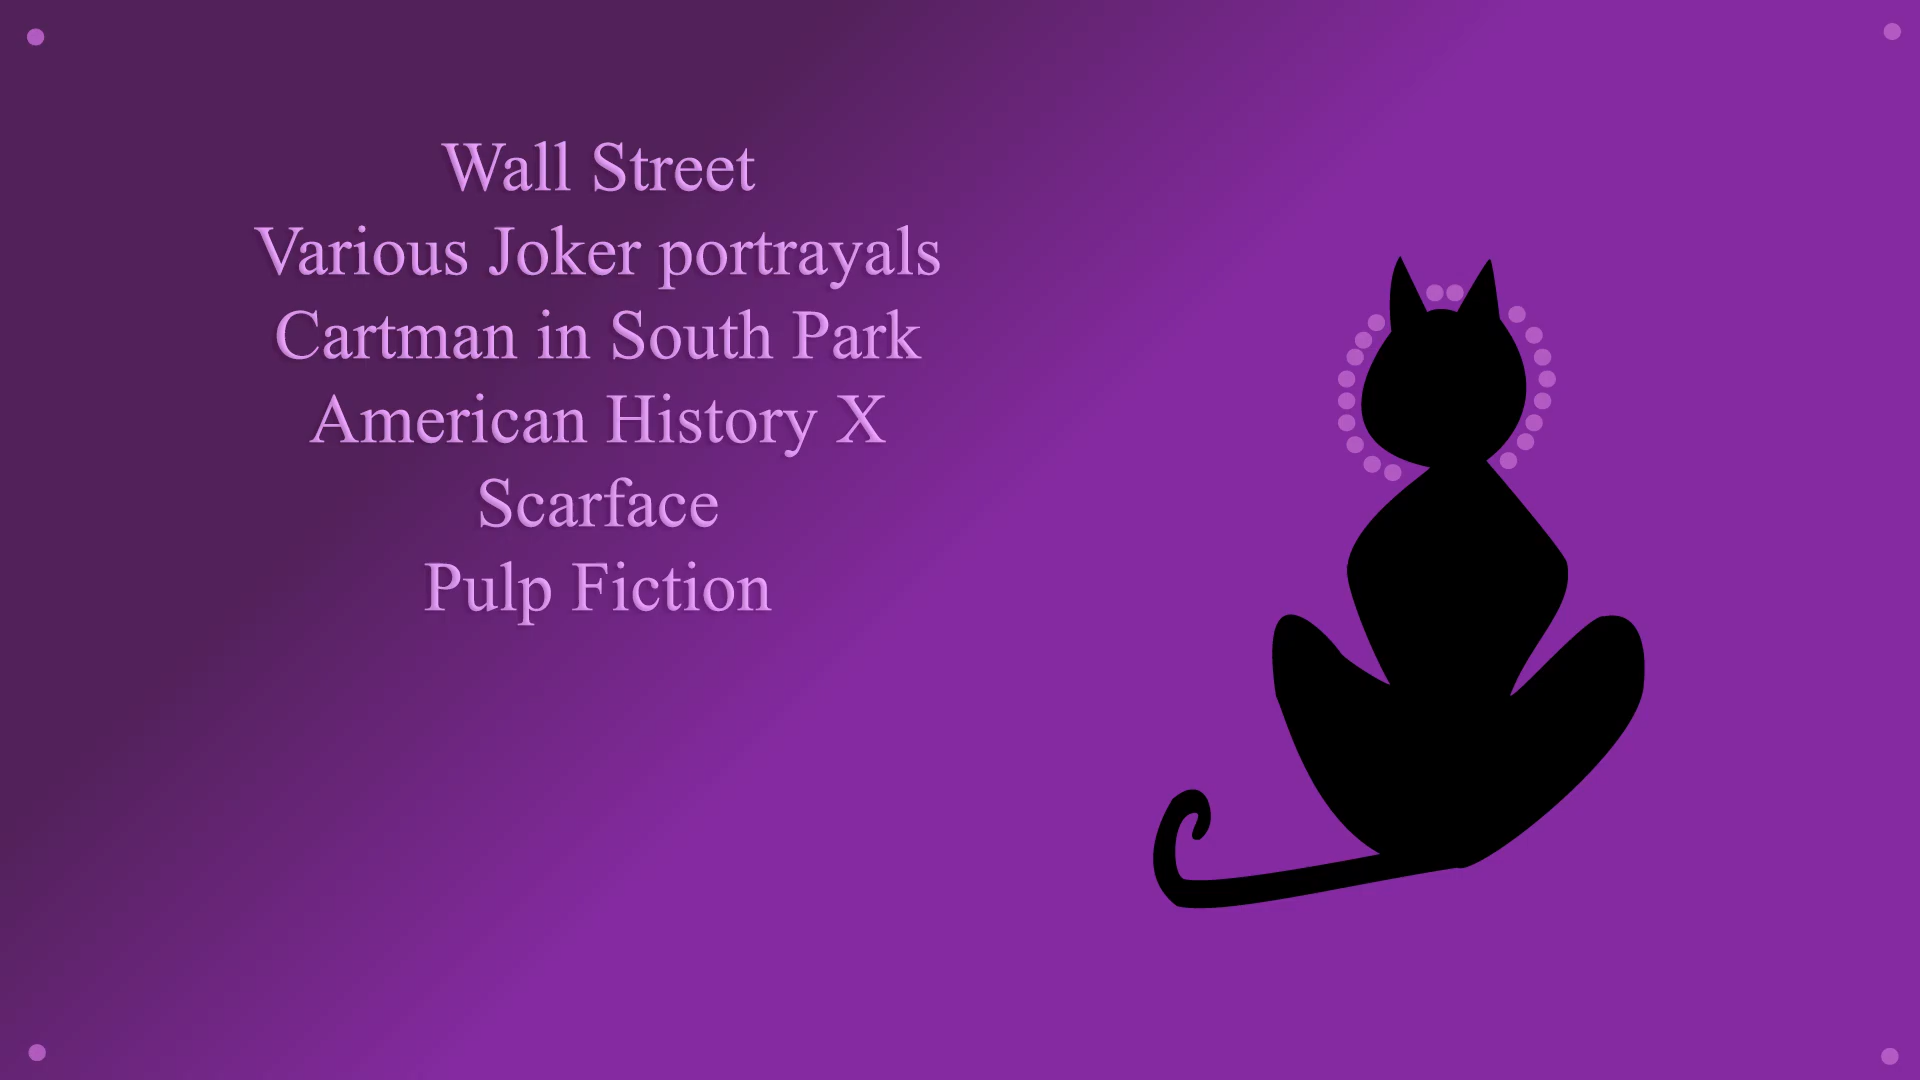 Wall Street
Various Joker portrayals
Cartman in South Park
American History X
Scarface
Pulp Fiction